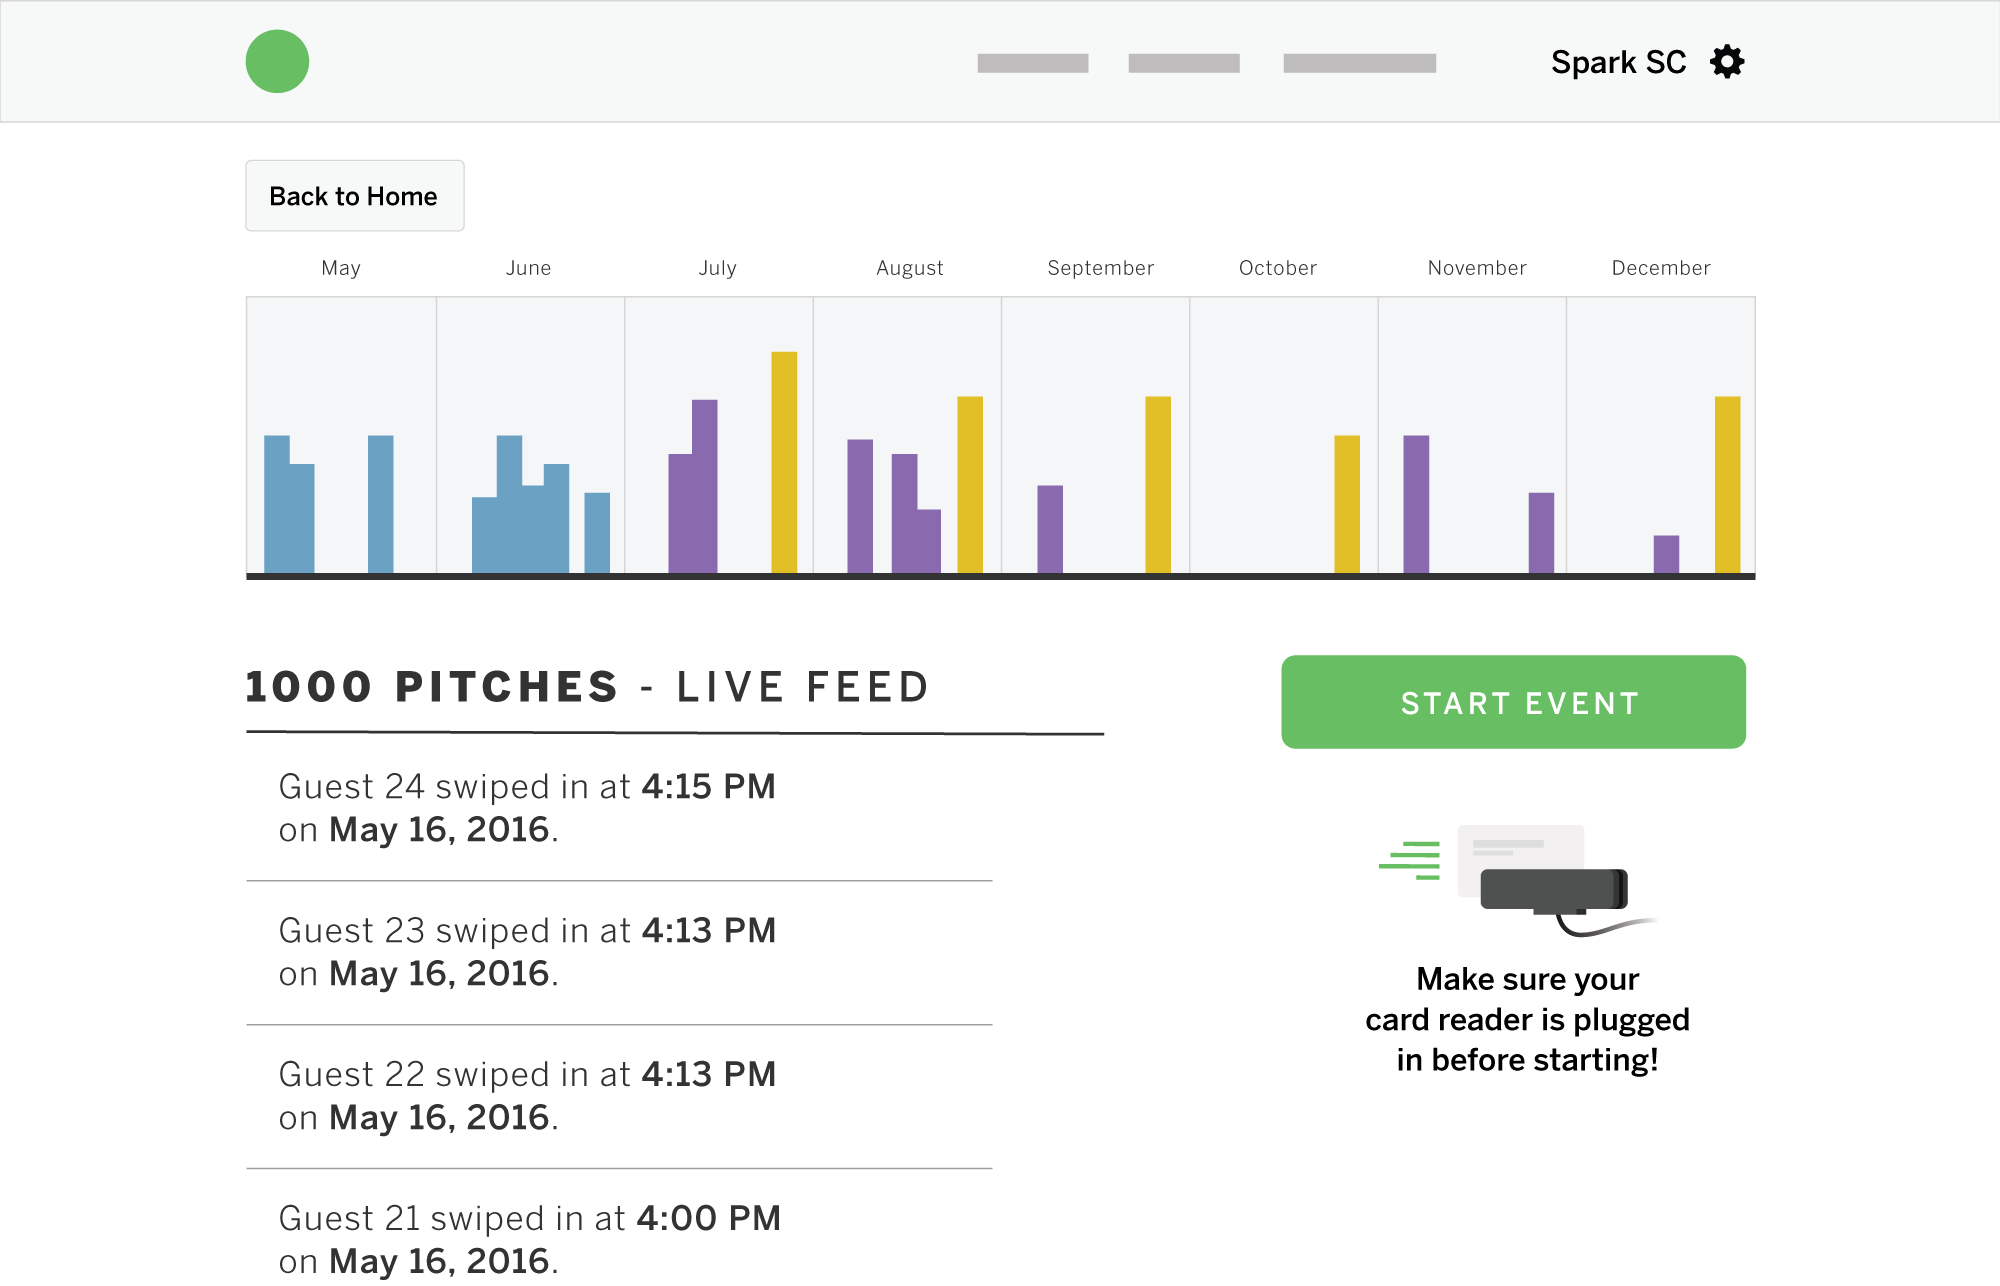 Spark SC
Back to Home
May June July August September October November December
1000 PITCHES - LIVE FEED
START EVENT
Guest 24 swiped in at 4:15 PM
on May 16, 2016.
Guest 23 swiped in at 4:13 PM
on May 16, 2016.
Guest 22 swiped in at 4:13 PM
on May 16, 2016.
Guest 21 swiped in at 4:00 PM
on May 16, 2016.
Make sure your
card reader is plugged
in before starting!